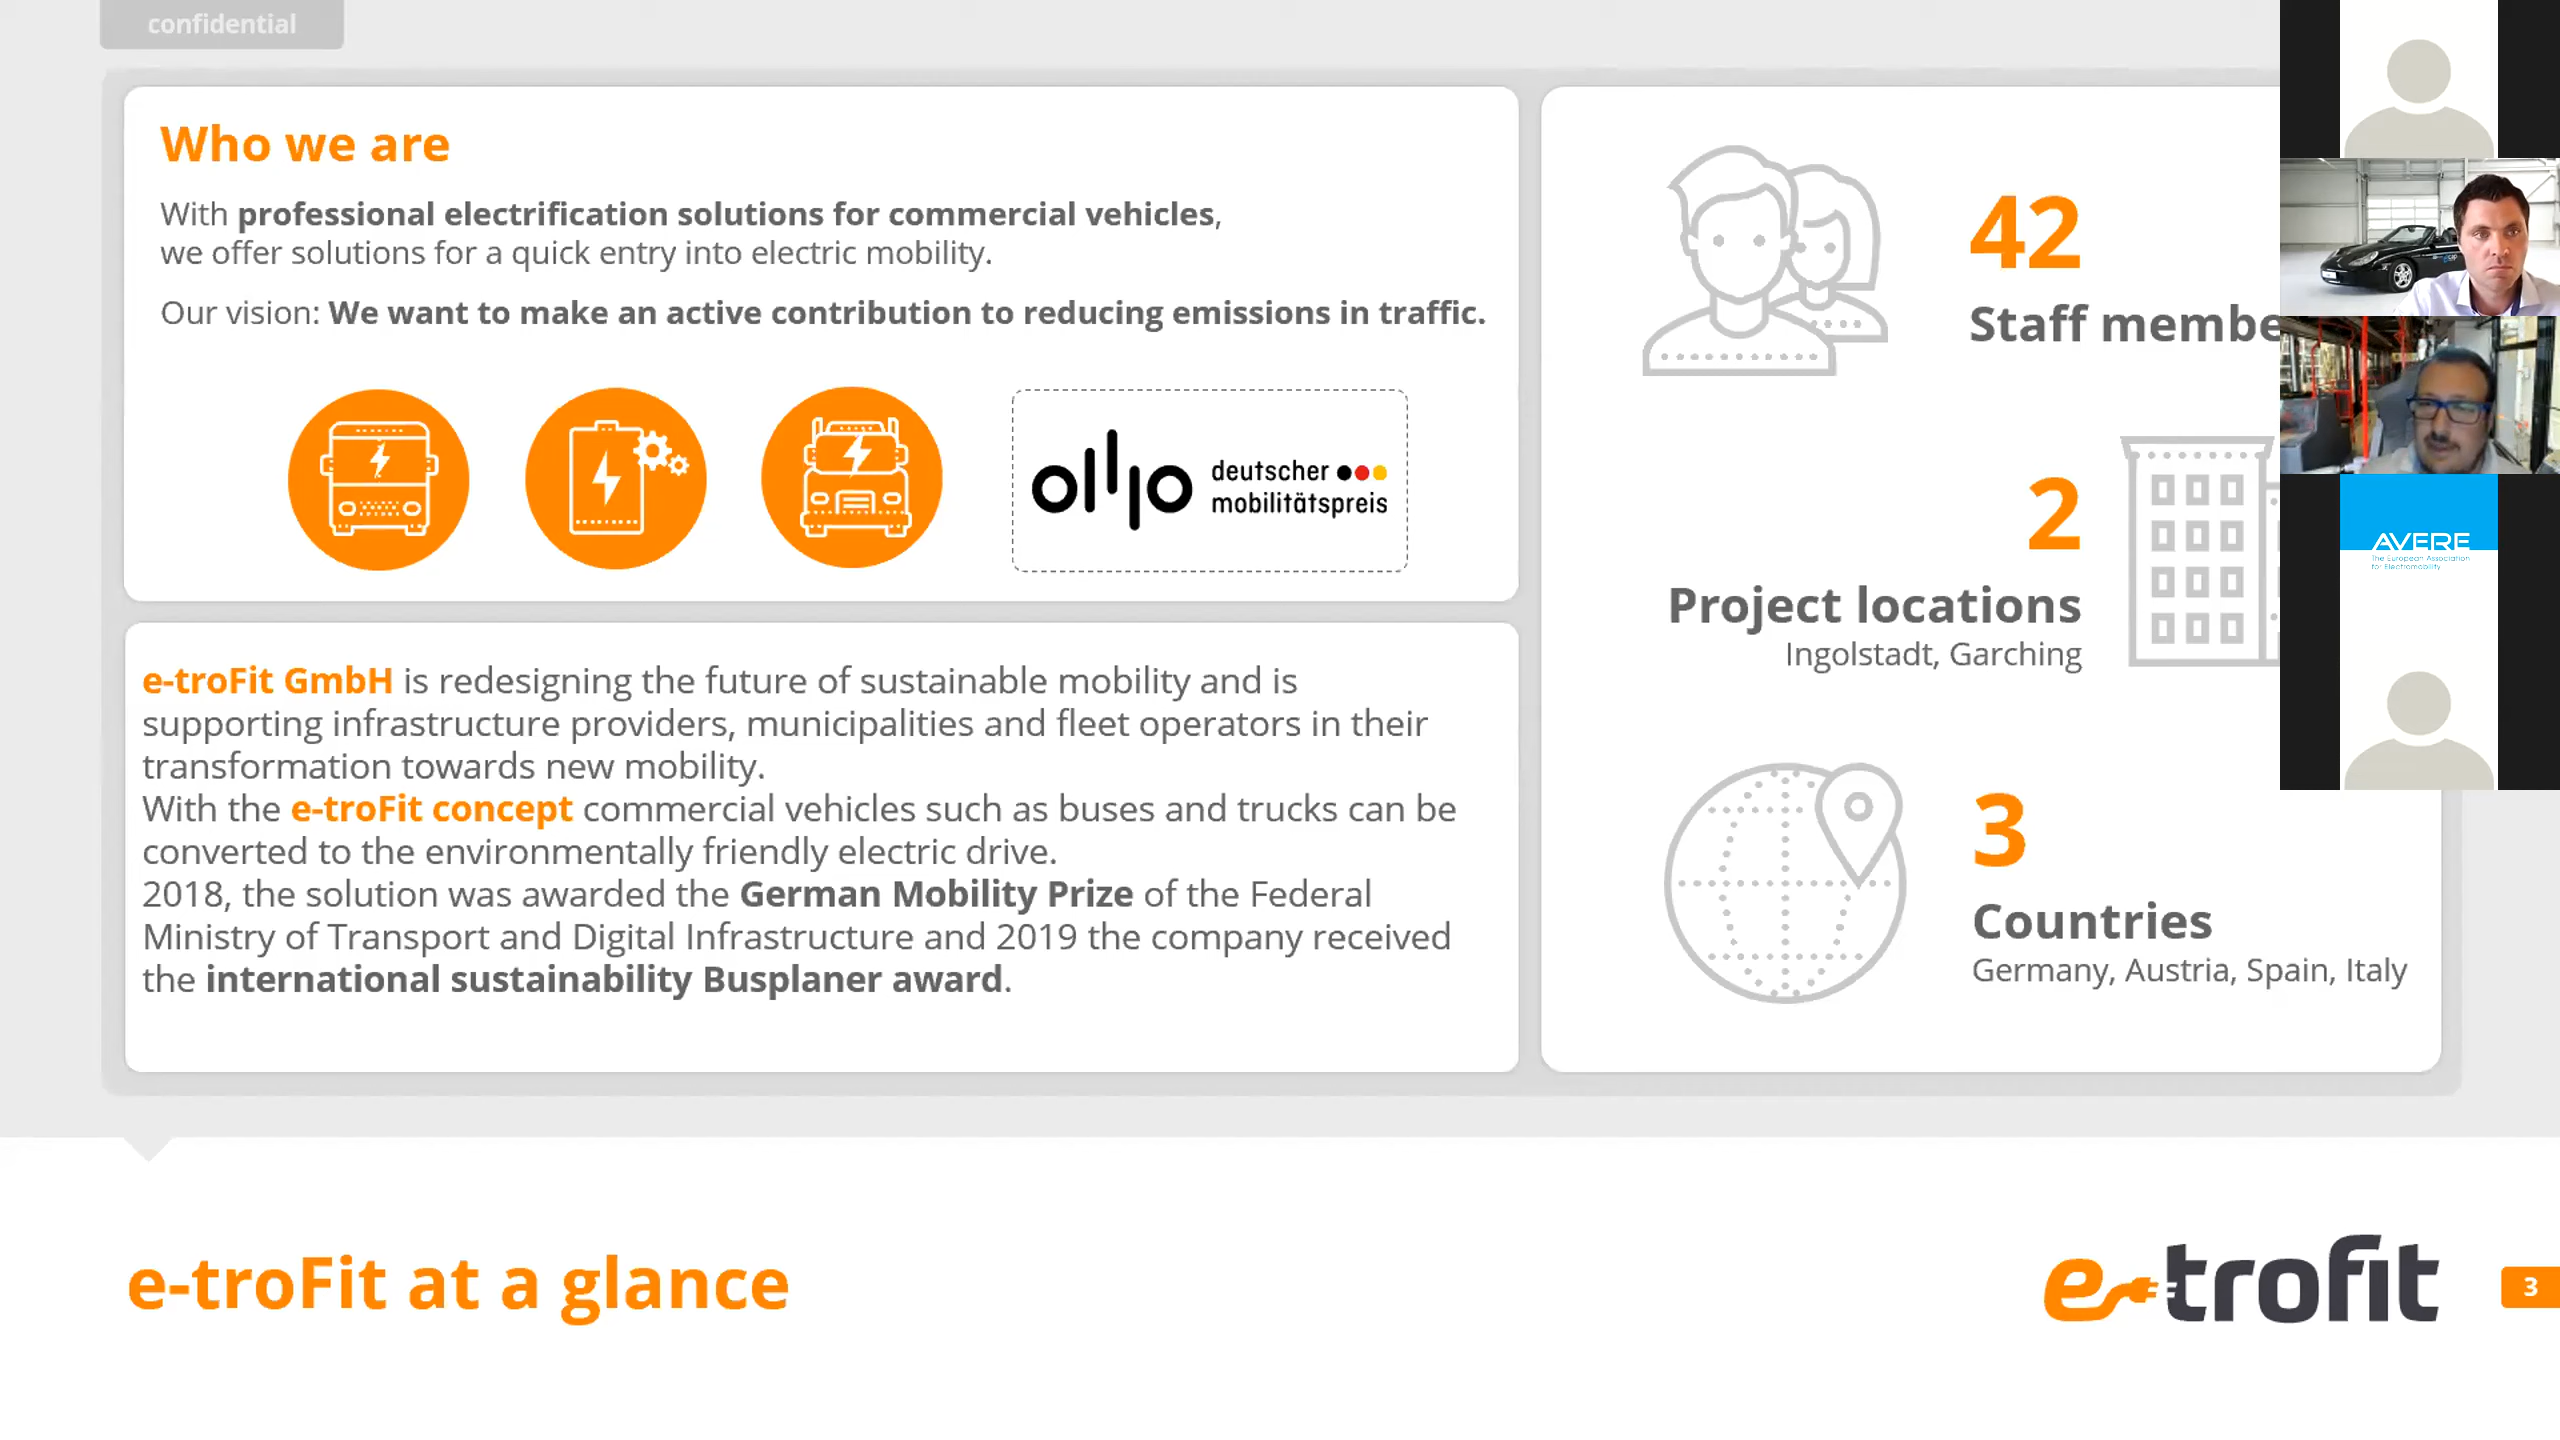 confidential
Who we are
With professional electrification solutions for commercial vehicles,
we offer solutions for a quick entry into electric mobility.
Our vision: We want to make an active contribution to reducing emissions in traffic.
deutscher
mobilitätspreis
e-troFit GmbH is redesigning the future of sustainable mobility and is
supporting infrastructure providers, municipalities and fleet operators in their
transformation towards new mobility.
With the e-troFit concept commercial vehicles such as buses and trucks can be
converted to the environmentally friendly electric drive.
2018, the solution was awarded the German Mobility Prize of the Federal
Ministry of Transport and Digital Infrastructure and 2019 the company received
the international sustainability Busplaner award.
42
Staff membe
2
Project locations
Ingolstadt, Garching
3
Countries
Germany, Austria, Spain, Italy
AVERE
The European Association
for Electromobility
e-troFit at a glance
e-trofit
3